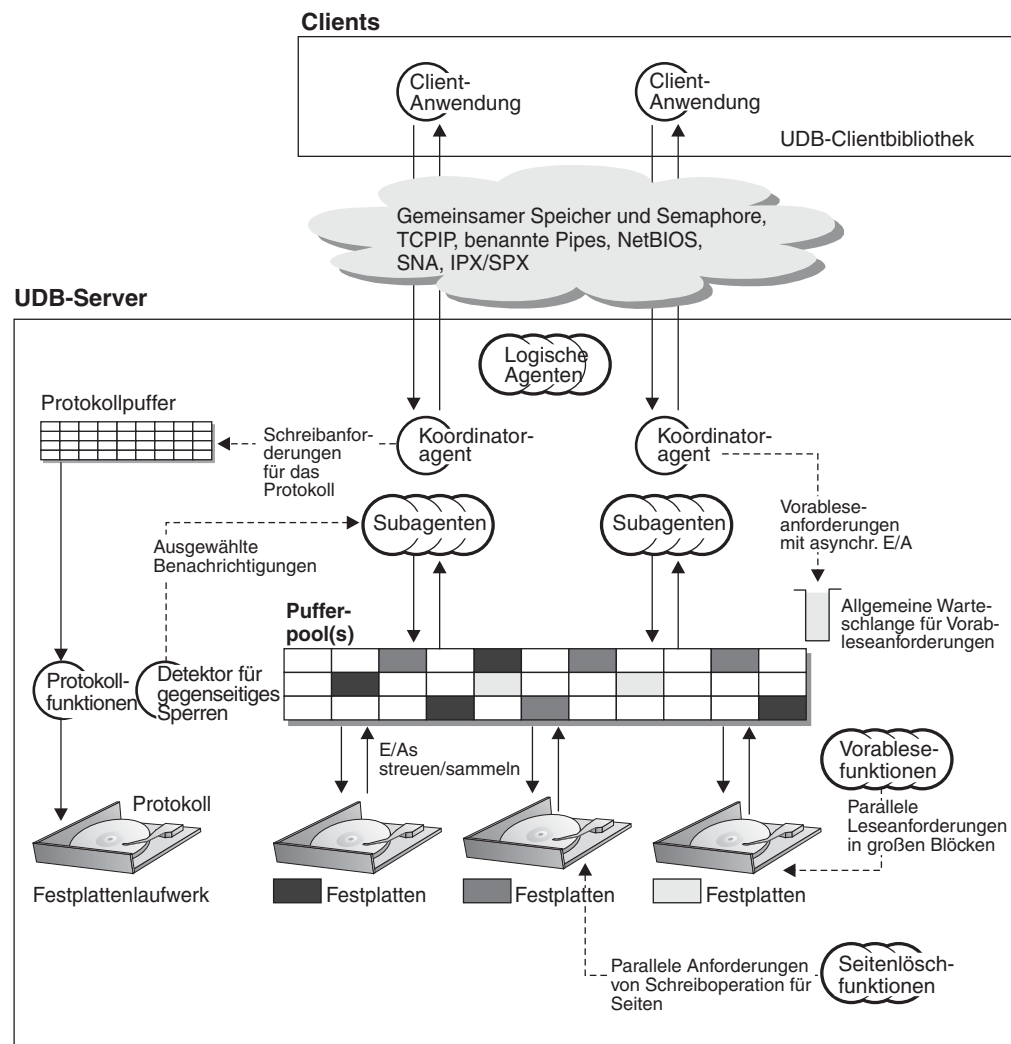 Clients
Client-
Anwendung
Client-
Anwendung
UDB-Clientbibliothek
Gemeinsamer Speicher und Semaphore,
TCPIP, benannte Pipes, NetBIOS,
SNA, IPX/SPX
UDB-Server
Logische
Agenten
Protokollpuffer
Schreibanfor-
derungen
für das
Protokoll
Koordinator-
agent
Koordinator-
agent
Subagenten
Subagenten
Vorablese-
anforderungen
mit asynchr. E/A
Ausgewählte
Benachrichtigungen
Allgemeine Warte-
schlange für Vorab-
leseanforderungen
Puffer-
pool(s)
Protokoll-
funktionen
Detektor für
gegenseitiges
Sperren
E/As
streuen/sammeln
Vorablese-
funktionen
Parallele
Leseanforderungen
in großen Blöcken
Protokoll
Festplattenlaufwerk
Festplatten
Festplatten
Festplatten
Parallele Anforderungen
von Schreiboperation für
Seiten
Seitenlösch-
funktionen